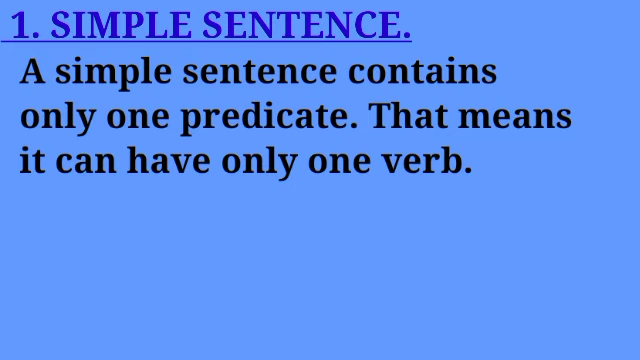 1. SIMPLE SENTENCE.
A simple sentence contains
only one predicate. That means
it can have only one verb.